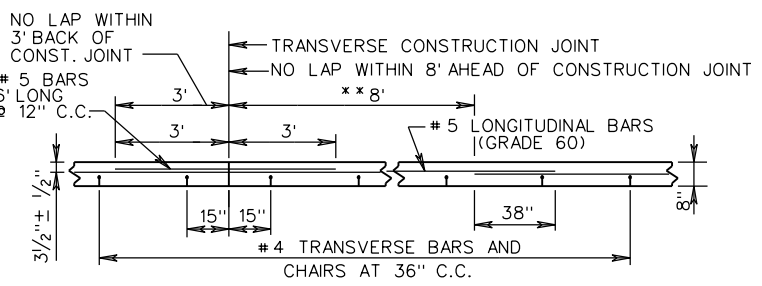 NO LAP WITHIN
3' BACK OF
CONST. JOINT
TRANSVERSE CONSTRUCTION JOINT
NO LAP WITHIN 8' AHEAD OF CONSTRUCTION JOINT
# 5 BARS
6' LONG
@ 12" C.C.
3'
**8'
3'
3'
#5 LONGITUDINAL BARS
(GRADE 60)
3½"± ½"
15"
15"
38"
8"
#4 TRANSVERSE BARS AND
CHAIRS AT 36" C.C.